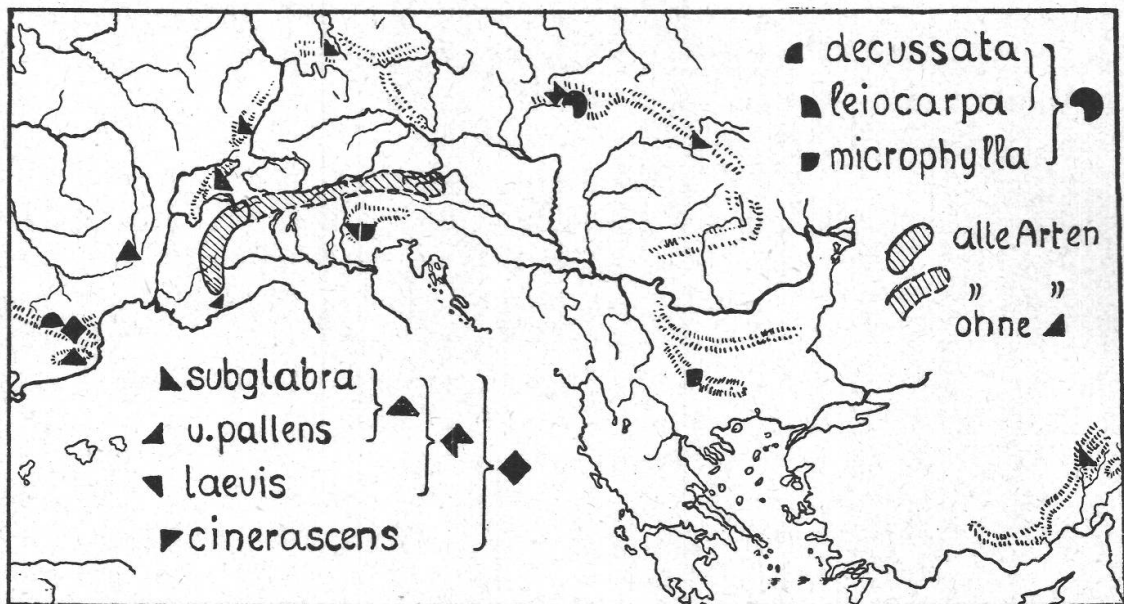 decussata
leiocarpa
microphylla
alle Arten
„ „
ohne
subglabra
u.pallens
laevis
cinerascens